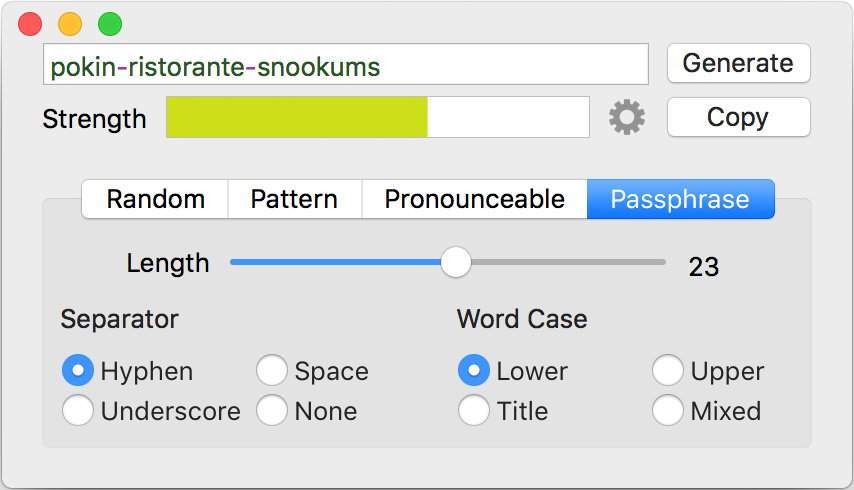 pokin-ristorante-snookums
Generate
Strength
Copy
Random Pattern Pronounceable Passphrase
Length 23
Separator
Word Case
Hyphen Space
Lower Upper
Underscore None
Title Mixed